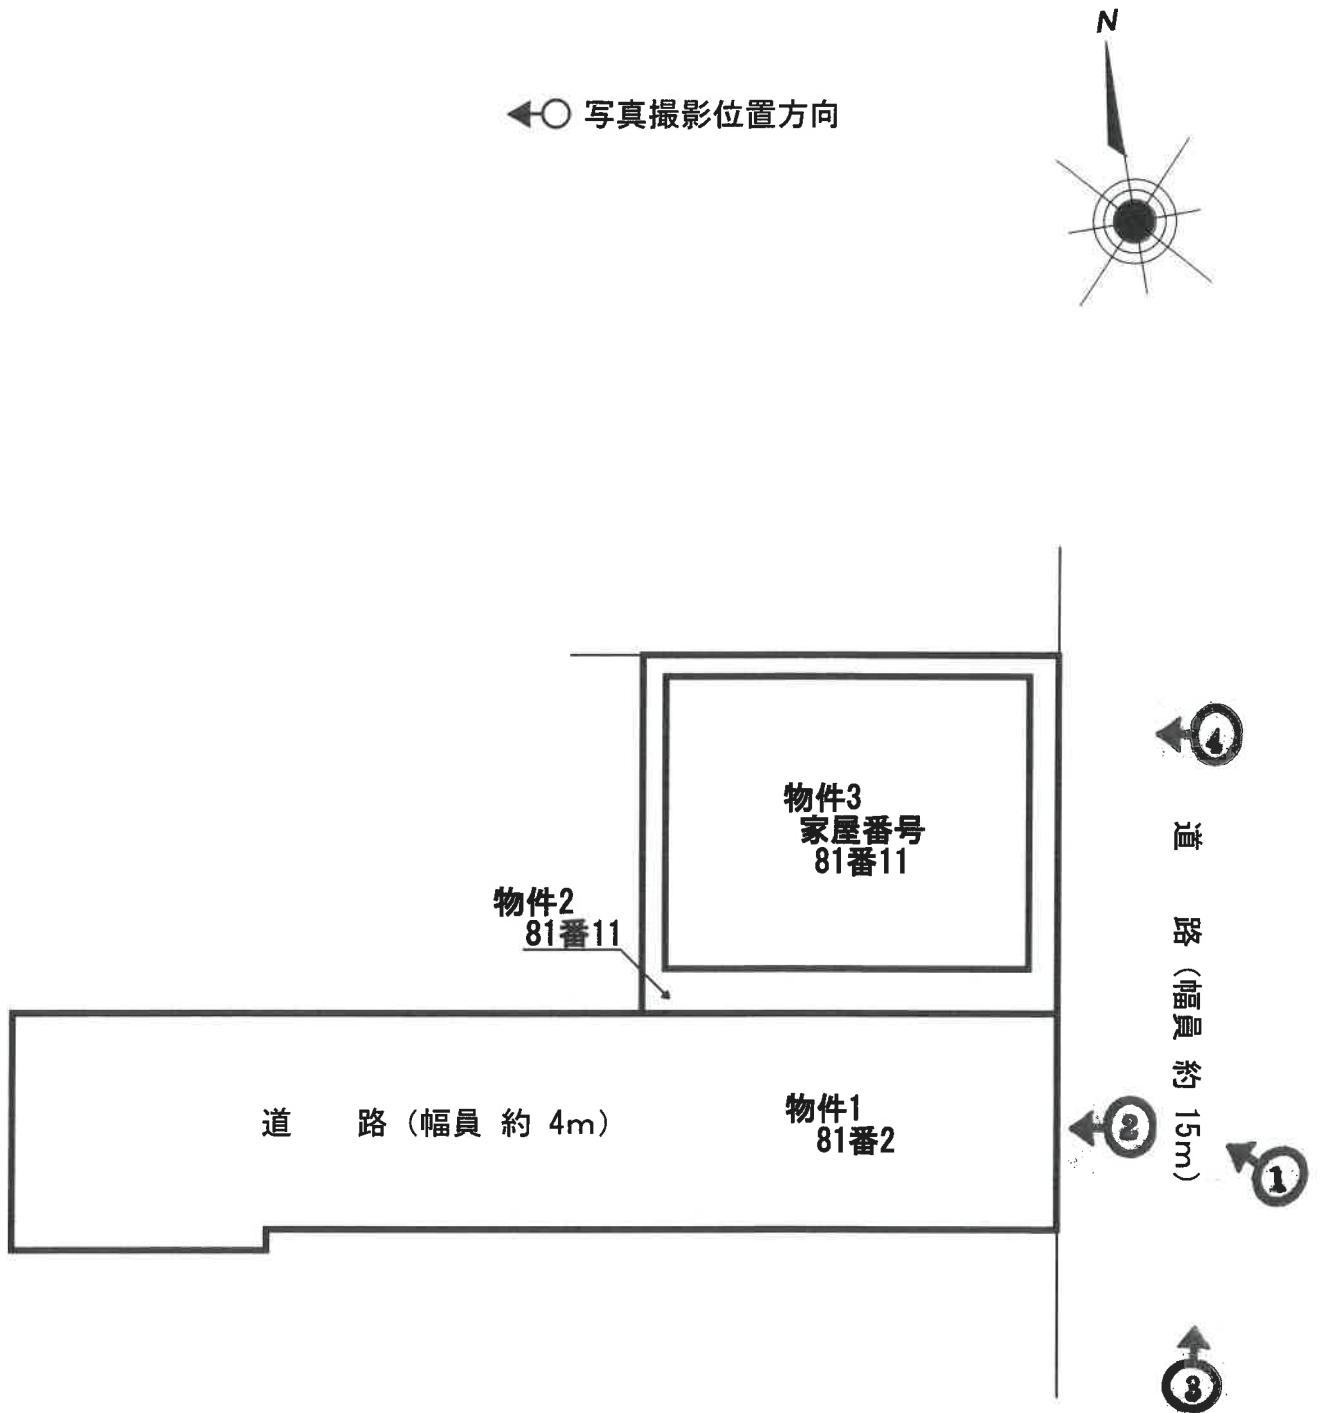 N
写真撮影位置方向
4
物件3
家屋番号
81番11
物件2
81番11
道 路（幅員 約 15m）
道 路（幅員 約 4m）
物件1
81番2
2
1
3